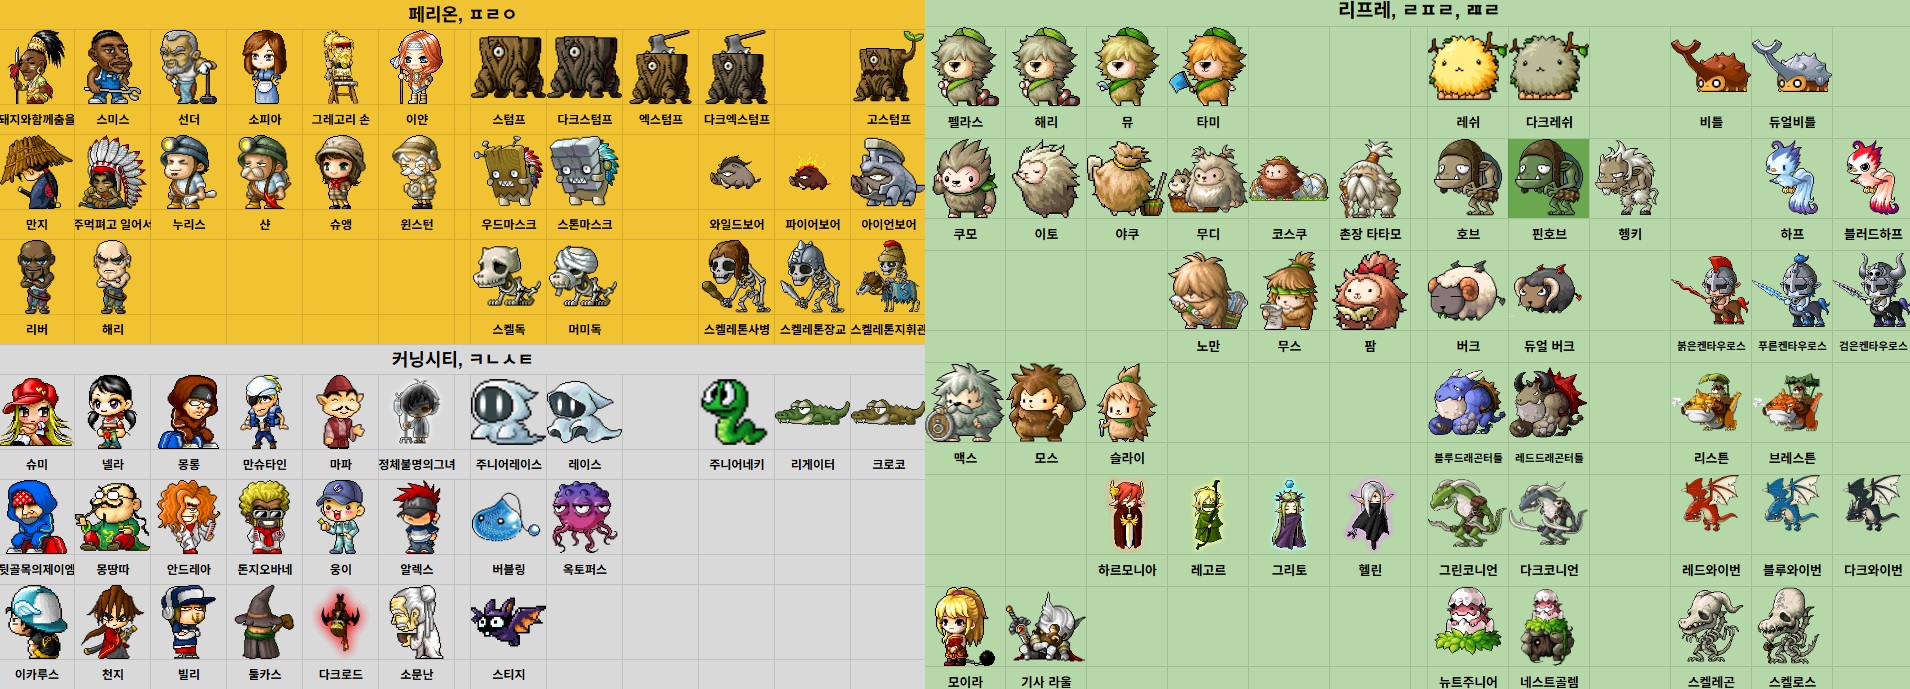 페리온, ㅍㄹㅇ
돼지와함께춤을 스미스 선더 소피아 그레고리 손 이얀 스텀프 다크스텀프 엑스텀프 다크엑스텀프 고스텀프
만지 주먹펴고 일어서 누리스 샨 슈앵 윈스턴 우드마스크 스톤마스크 와일드보어 파이어보어 아이언보어
리버 해리 스켈독 머미독 스켈레톤사병 스켈레톤장교 스켈레톤지휘관
커닝시티, ㅋㄴㅅㅌ
슈미 넬라 몽롱 만슈타인 마파 정체불명의그녀 주니어레이스 레이스 주니어네키 리게이터 크로코
뒷골목의제이엠 몽땅따 안드레아 돈지오바네 웅이 알렉스 버블링 옥토퍼스
이카루스 천지 빌리 툴카스 다크로드 소문난 스티지
리프레, ㄹㅍㄹ, ㄼㄹ
펠라스 해리 뮤 타미 레쉬 다크레쉬 비틀 듀얼비틀
쿠모 이토 야쿠 무디 코스쿠 촌장 타타모 호브 핀호브 헹키 하프 블러드하프
노만 무스 팜 버크 듀얼 버크 붉은켄타우로스 푸른켄타우로스 검은켄타우로스
맥스 모스 슬라이 블루드래곤터틀 레드드래곤터틀 리스튼 브레스튼
하르모니아 레고르 그리토 헬린 그린코니언 다크코니언 레드와이번 블루와이번 다크와이번
모이라 기사 라울 뉴트주니어 네스트골렘 스켈레곤 스켈로스